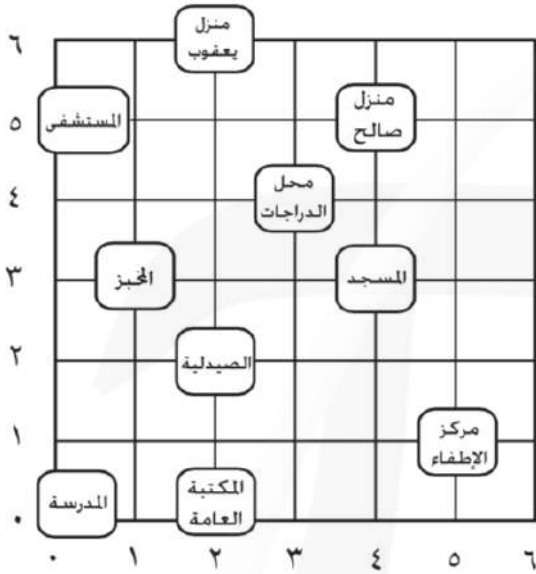 ٦
منزل
يعقوب
٥
المستشفى
منزل
صالح
٤
محل
الدراجات
٣
المخبز
المسجد
٢
الصيدلية
١
مركز
الإطفاء
٠
المدرسة
المكتبة
العامة
٠ ١ ٢ ٣ ٤ ٥ ٦